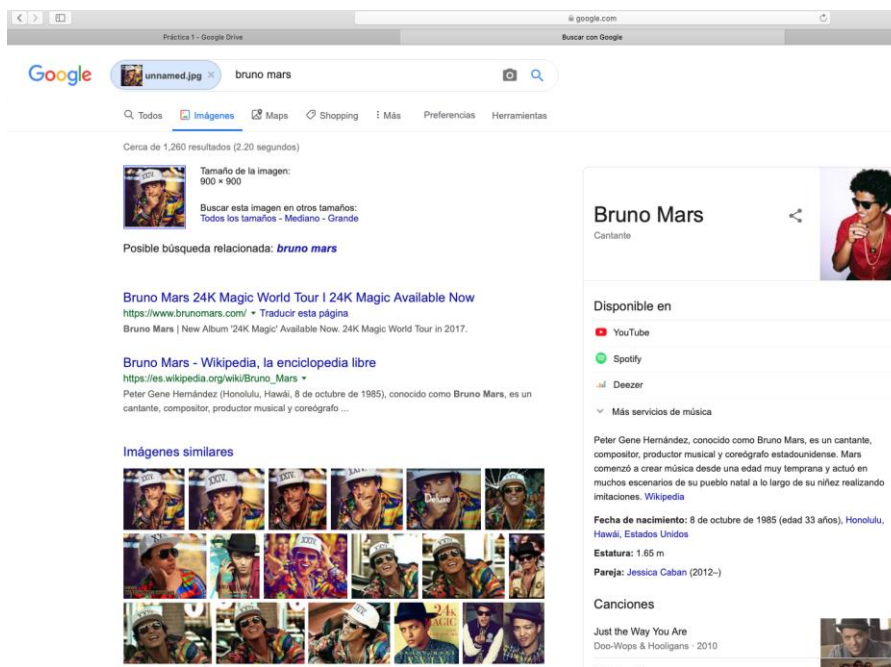 google.com
Práctica 1 - Google Drive
Buscar con Google
Google
unnamed.jpg ×
bruno mars
Todos
Imágenes
Maps
Shopping
Más
Preferencias
Herramientas
Cerca de 1,260 resultados (2.20 segundos)
Tamaño de la imagen:
900 × 900
Buscar esta imagen en otros tamaños:
Todos los tamaños - Mediano - Grande
Posible búsqueda relacionada: bruno mars
Bruno Mars 24K Magic World Tour I 24K Magic Available Now
https://www.brunomars.com/ ▾ Traducir esta página
Bruno Mars | New Album '24K Magic' Available Now. 24K Magic World Tour in 2017.
Bruno Mars - Wikipedia, la enciclopedia libre
https://es.wikipedia.org/wiki/Bruno_Mars ▾
Peter Gene Hernández (Honolulu, Hawái, 8 de octubre de 1985), conocido como Bruno Mars, es un
cantante, compositor, productor musical y coreógrafo ...
Imágenes similares
XXIV.
Deluxe
24K
MAGIC
Bruno Mars
Cantante
Disponible en
YouTube
Spotify
Deezer
Más servicios de música
Peter Gene Hernández, conocido como Bruno Mars, es un cantante,
compositor, productor musical y coreógrafo estadounidense. Mars
comenzó a crear música desde una edad muy temprana y actuó en
muchos escenarios de su pueblo natal a lo largo de su niñez realizando
imitaciones. Wikipedia
Fecha de nacimiento: 8 de octubre de 1985 (edad 33 años), Honolulu,
Hawái, Estados Unidos
Estatura: 1.65 m
Pareja: Jessica Caban (2012–)
Canciones
Just the Way You Are
Doo-Wops & Hooligans · 2010